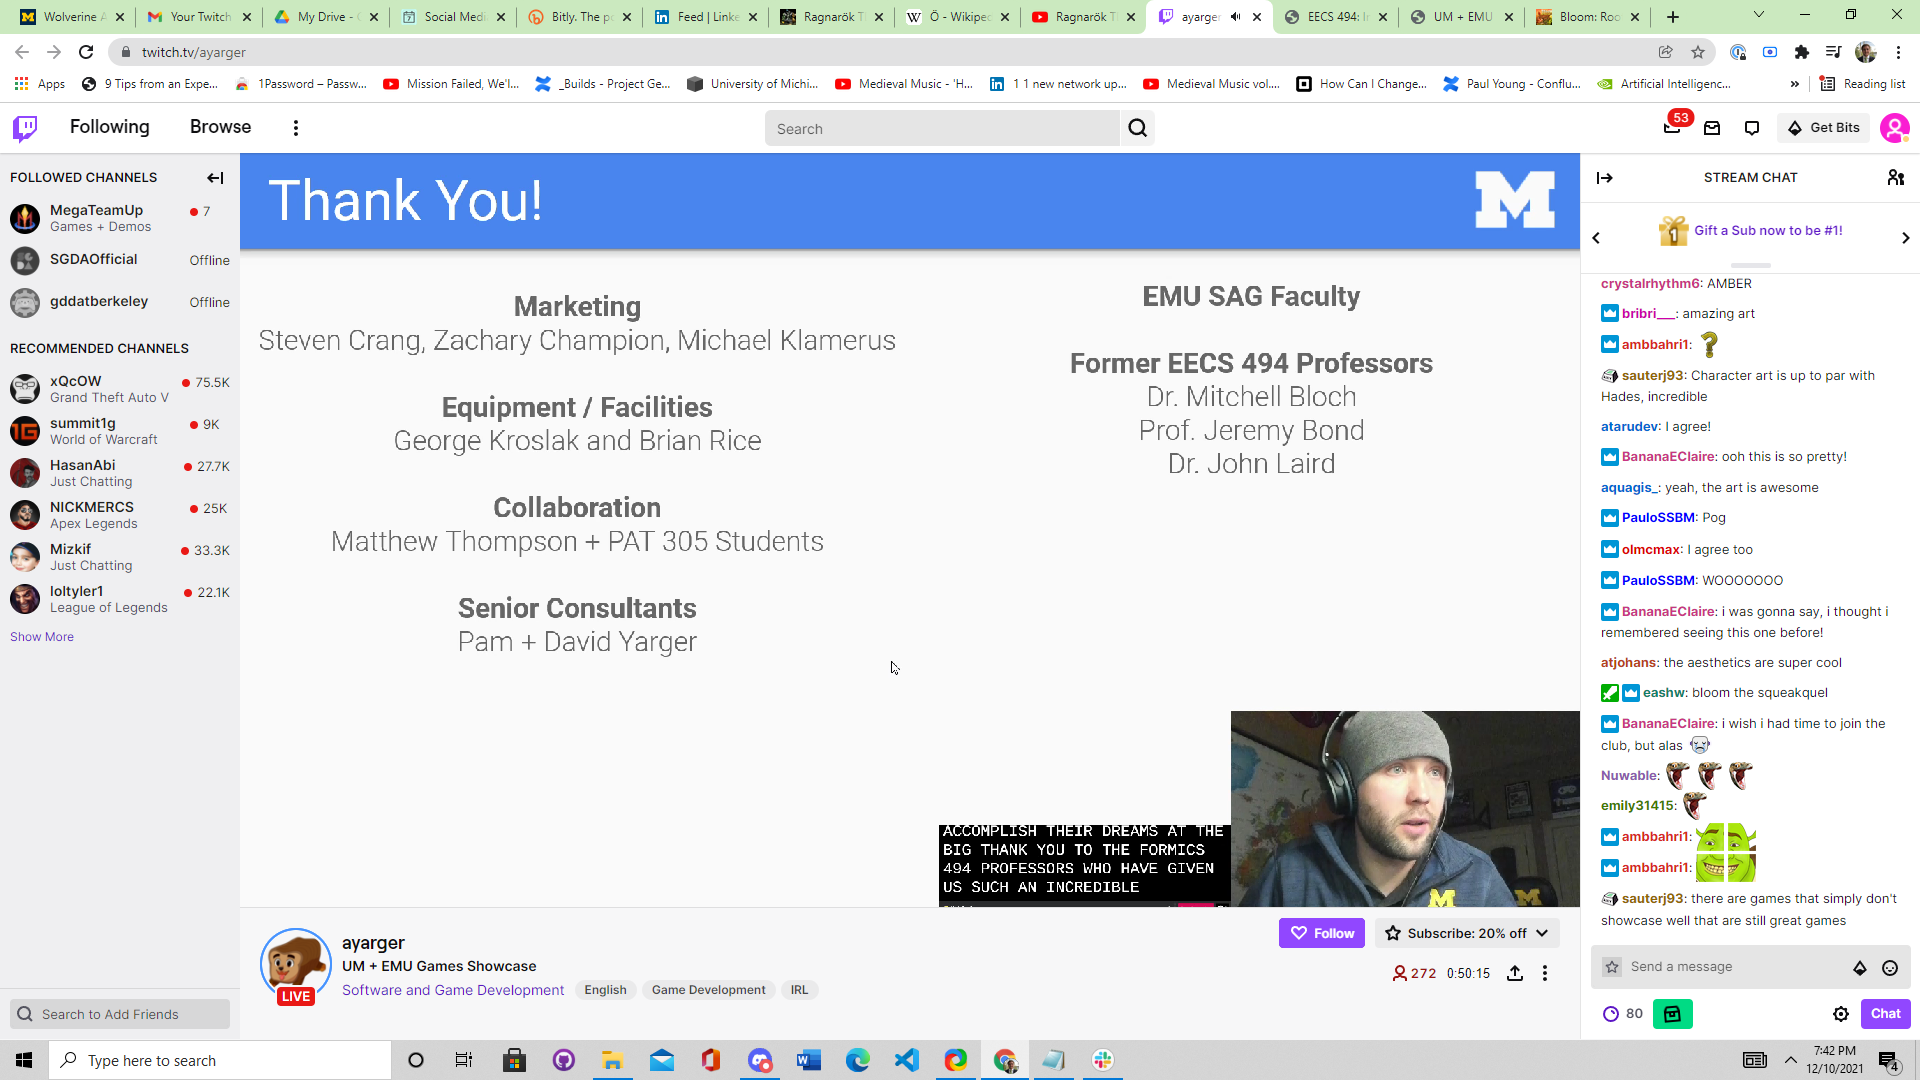 Wolverine A
Your Twitch
My Drive - G
Social Medi
Bitly. The p
Feed | Linke
Ragnarök T
Ő - Wikiped
Ragnarök T
ayarger
EECS 494: I
UM + EMU
Bloom: Roo
twitch.tv/ayarger
Apps
9 Tips from an Expe...
1Password – Passw...
Mission Failed, We'l...
_Builds - Project Ge...
University of Michi...
Medieval Music - 'H...
1 1 new network up...
Medieval Music vol....
How Can I Change...
Paul Young - Conflu...
Artificial Intelligenc...
»
Reading list
Following
Browse
Search
53
Get Bits
FOLLOWED CHANNELS
MegaTeamUp
7
Games + Demos
SGDAOfficial
Offline
gddatberkeley
Offline
RECOMMENDED CHANNELS
xQcOW
75.5K
Grand Theft Auto V
summit1g
9K
World of Warcraft
HasanAbi
27.7K
Just Chatting
NICKMERCS
25K
Apex Legends
Mizkif
33.3K
Just Chatting
loltyler1
22.1K
League of Legends
Show More
Search to Add Friends
Thank You!
M
Marketing
Steven Crang, Zachary Champion, Michael Klamerus
Equipment / Facilities
George Kroslak and Brian Rice
Collaboration
Matthew Thompson + PAT 305 Students
Senior Consultants
Pam + David Yarger
EMU SAG Faculty
Former EECS 494 Professors
Dr. Mitchell Bloch
Prof. Jeremy Bond
Dr. John Laird
ACCOMPLISH THEIR DREAMS AT THE
BIG THANK YOU TO THE FORMICS
494 PROFESSORS WHO HAVE GIVEN
US SUCH AN INCREDIBLE
LIVE
ayarger
UM + EMU Games Showcase
Software and Game Development
English
Game Development
IRL
Follow
Subscribe: 20% off
272
0:50:15
STREAM CHAT
1
Gift a Sub now to be #1!
crystalrhythm6: AMBER
bribri___: amazing art
ambbahri1:
sauterj93: Character art is up to par with
Hades, incredible
atarudev: I agree!
BananaEClaire: ooh this is so pretty!
aquagis_: yeah, the art is awesome
PauloSSBM: Pog
olmcmax: I agree too
PauloSSBM: WOOOOOOO
BananaEClaire: i was gonna say, i thought i
remembered seeing this one before!
atjohans: the aesthetics are super cool
eashw: bloom the squeakquel
BananaEClaire: i wish i had time to join the
club, but alas
Nuwable:
emily31415:
ambbahri1:
ambbahri1:
sauterj93: there are games that simply don't
showcase well that are still great games
Send a message
80
Chat
Type here to search
7:42 PM
12/10/2021
4